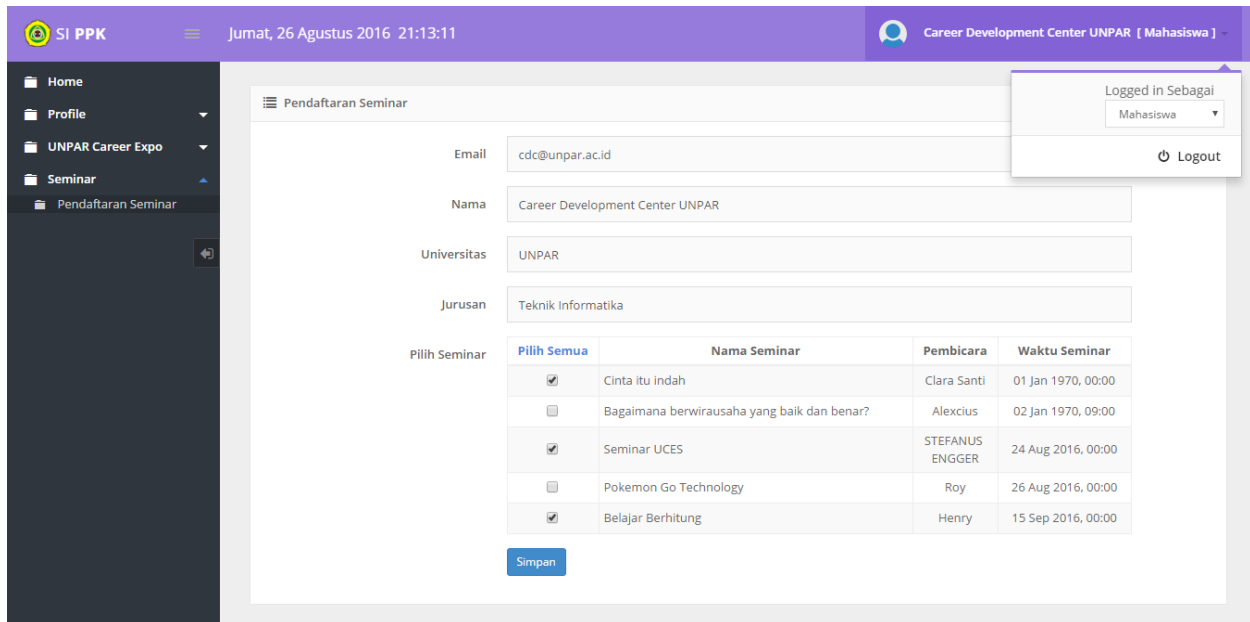 SI PPK
Jumat, 26 Agustus 2016 21:13:11
Career Development Center UNPAR [ Mahasiswa ]
Logged in Sebagai
Mahasiswa
Logout
Home
Profile
UNPAR Career Expo
Seminar
Pendaftaran Seminar
Pendaftaran Seminar
Email cdc@unpar.ac.id
Nama Career Development Center UNPAR
Universitas UNPAR
Jurusan Teknik Informatika
Pilih Seminar
Pilih Semua Nama Seminar Pembicara Waktu Seminar
Cinta itu indah Clara Santi 01 Jan 1970, 00:00
Bagaimana berwirausaha yang baik dan benar? Alexcius 02 Jan 1970, 09:00
Seminar UCES STEFANUS ENGGER 24 Aug 2016, 00:00
Pokemon Go Technology Roy 26 Aug 2016, 00:00
Belajar Berhitung Henry 15 Sep 2016, 00:00
Simpan